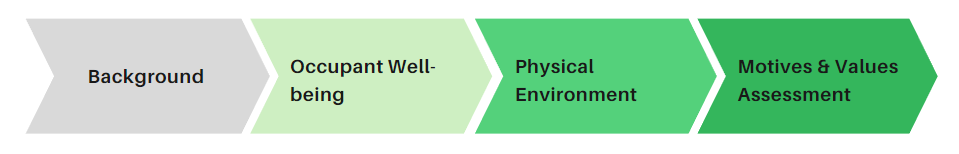 Background
Occupant Well-
being
Physical
Environment
Motives & Values
Assessment